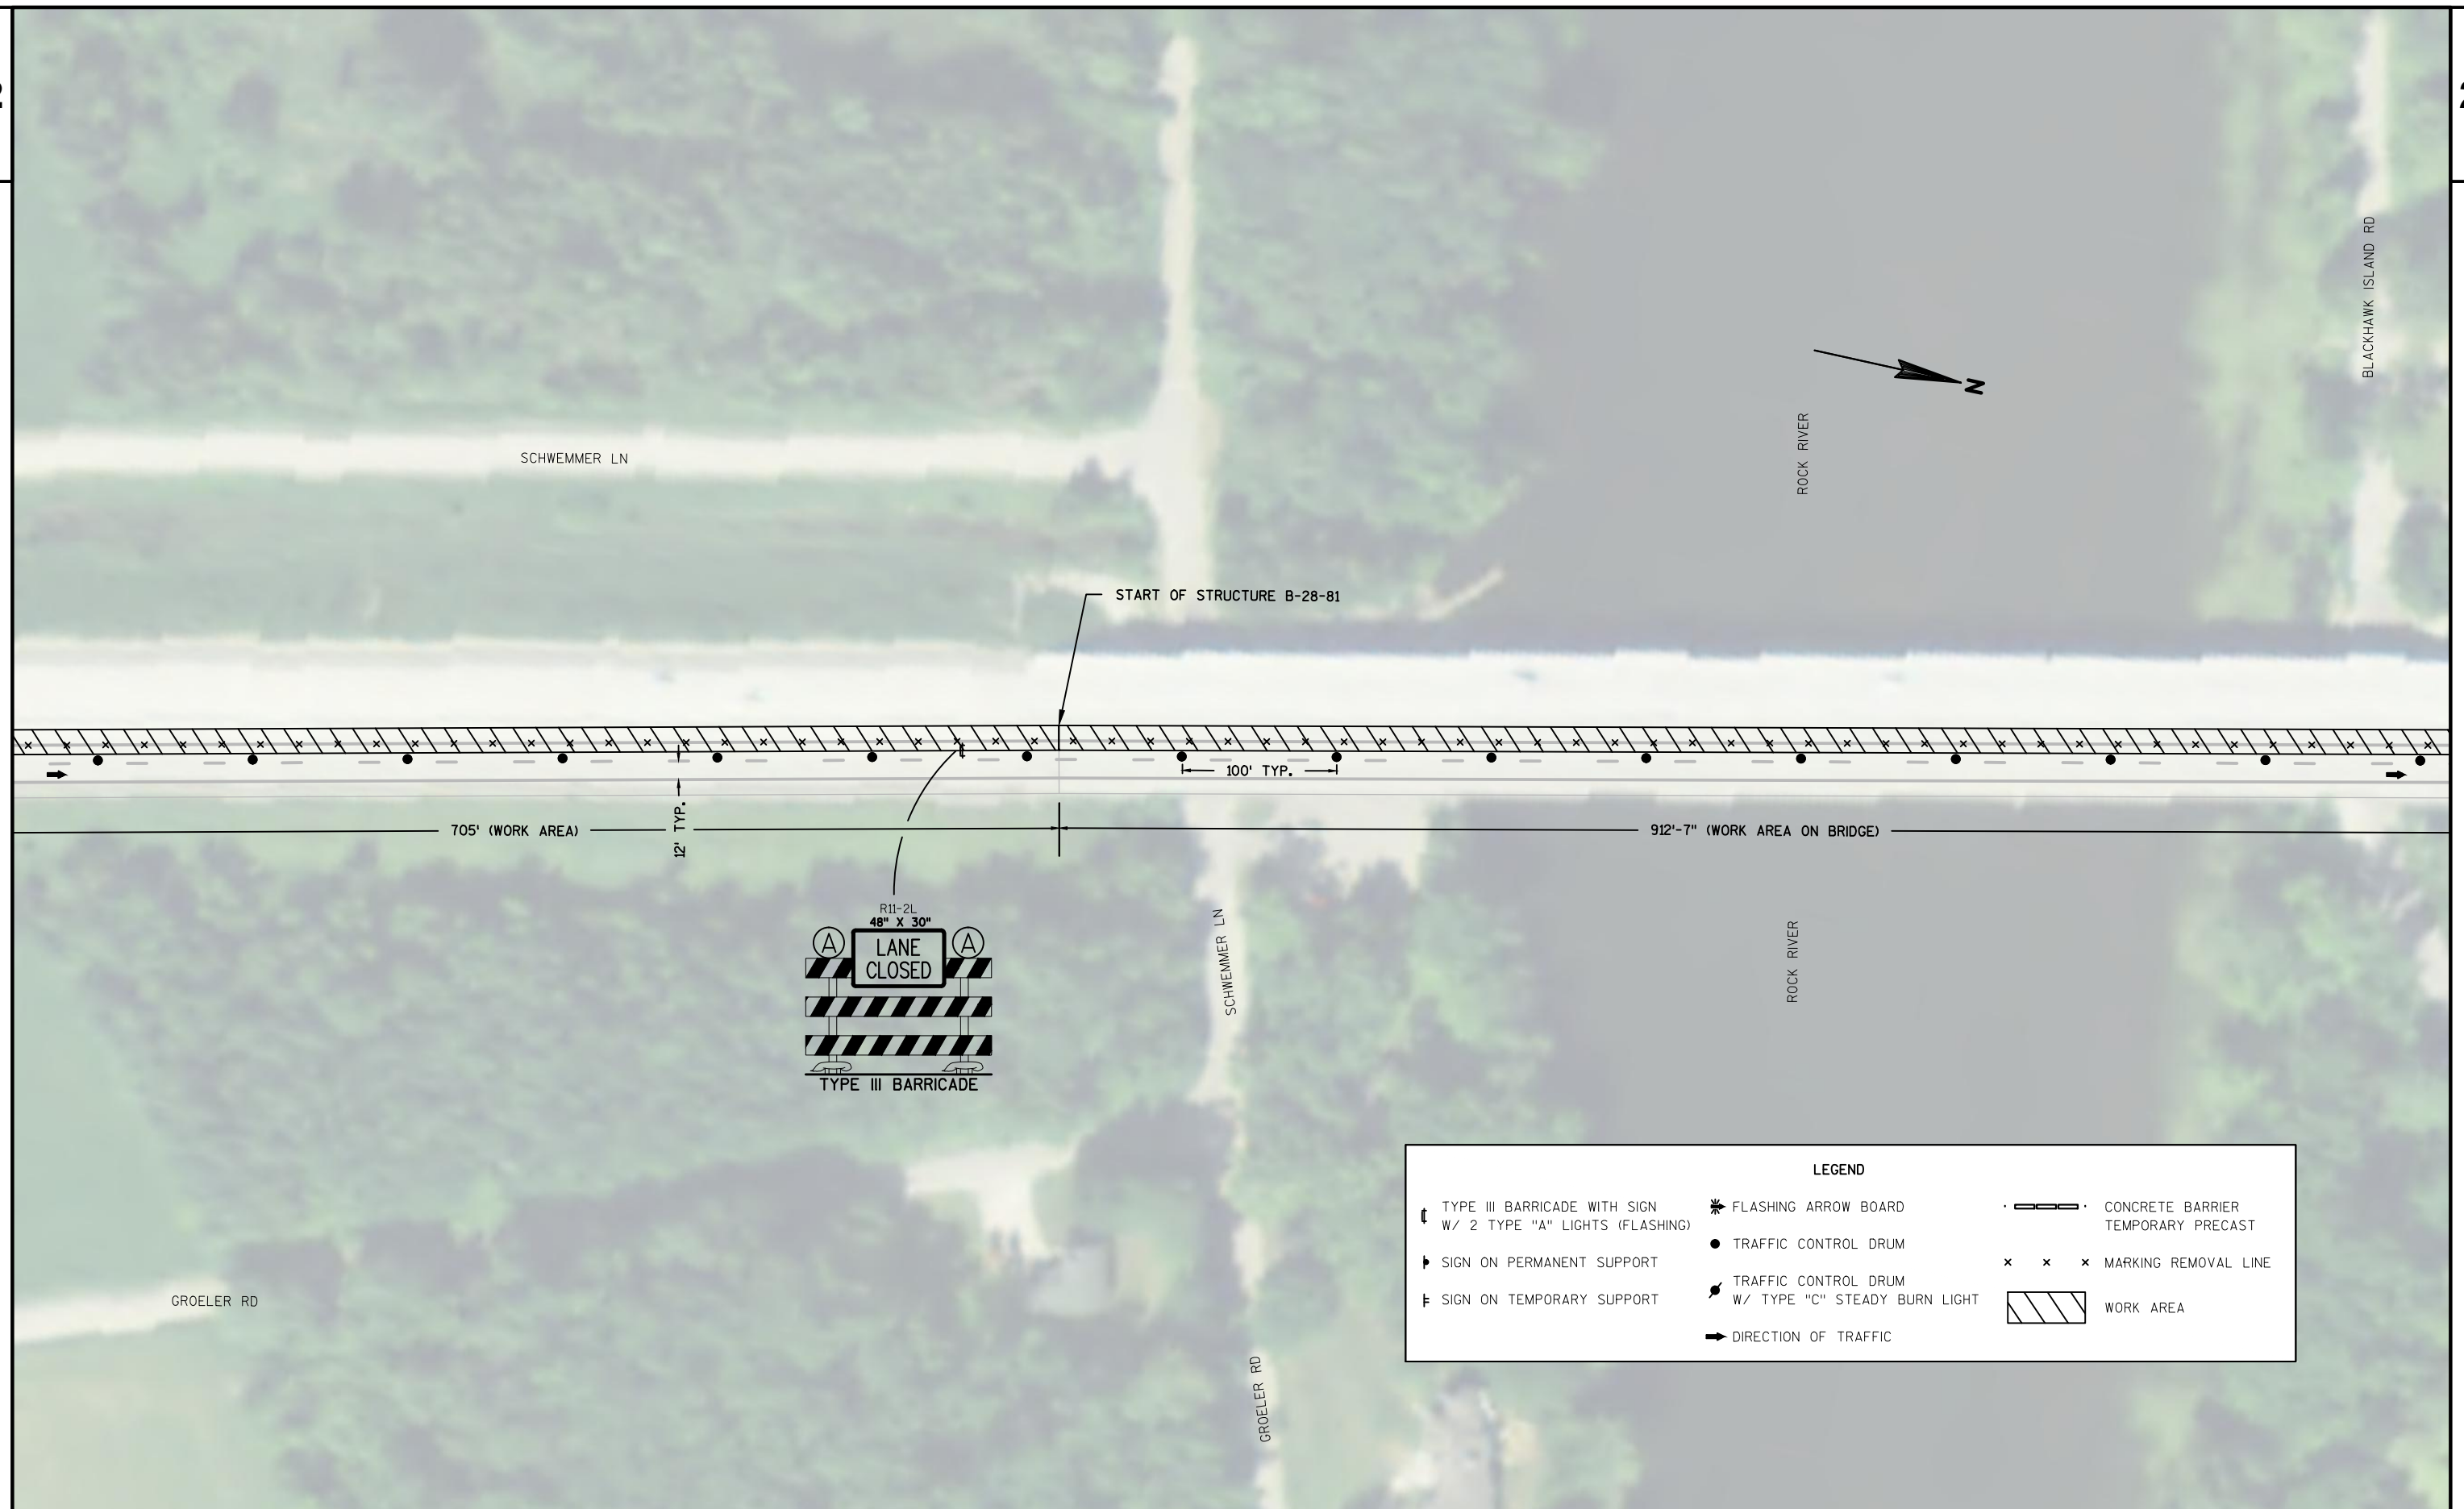 2
2
BLACKHAWK ISLAND RD
N
ROCK RIVER
SCHWEMMER LN
START OF STRUCTURE B-28-81
100' TYP.
705' (WORK AREA)
12' TYP.
912'-7" (WORK AREA ON BRIDGE)
R11-2L
48" X 30"
A
LANE
CLOSED
A
TYPE III BARRICADE
SCHWEMMER LN
ROCK RIVER
GROELER RD
GROELER RD
LEGEND
TYPE III BARRICADE WITH SIGN
W/ 2 TYPE "A" LIGHTS (FLASHING)
SIGN ON PERMANENT SUPPORT
SIGN ON TEMPORARY SUPPORT
FLASHING ARROW BOARD
TRAFFIC CONTROL DRUM
TRAFFIC CONTROL DRUM
W/ TYPE "C" STEADY BURN LIGHT
DIRECTION OF TRAFFIC
CONCRETE BARRIER
TEMPORARY PRECAST
MARKING REMOVAL LINE
WORK AREA